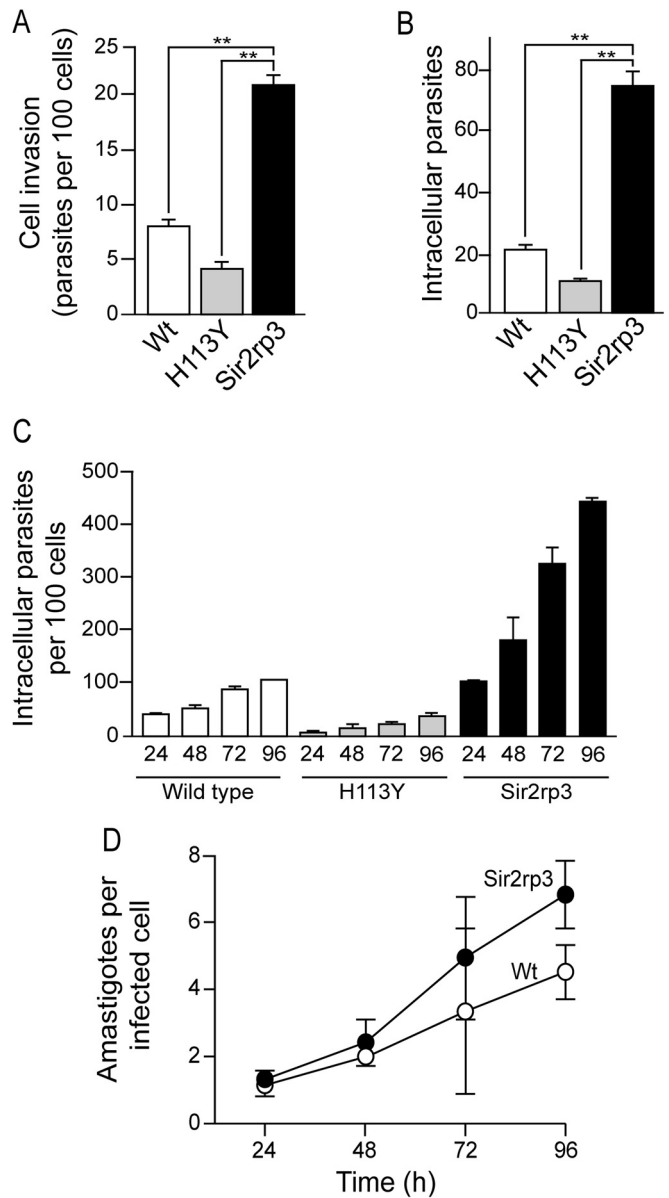 A
Cell invasion
(parasites per 100 cells)
25
20
15
10
5
0
**
**
Wt
H113Y
Sir2rp3
B
Intracellular parasites
80
60
40
20
0
**
**
Wt
H113Y
Sir2rp3
C
Intracellular parasites
per 100 cells
500
400
300
200
100
0
24 48 72 96 24 48 72 96 24 48 72 96
Wild type H113Y Sir2rp3
D
Amastigotes per
infected cell
8
6
4
2
0
Sir2rp3
Wt
24 48 72 96
Time (h)